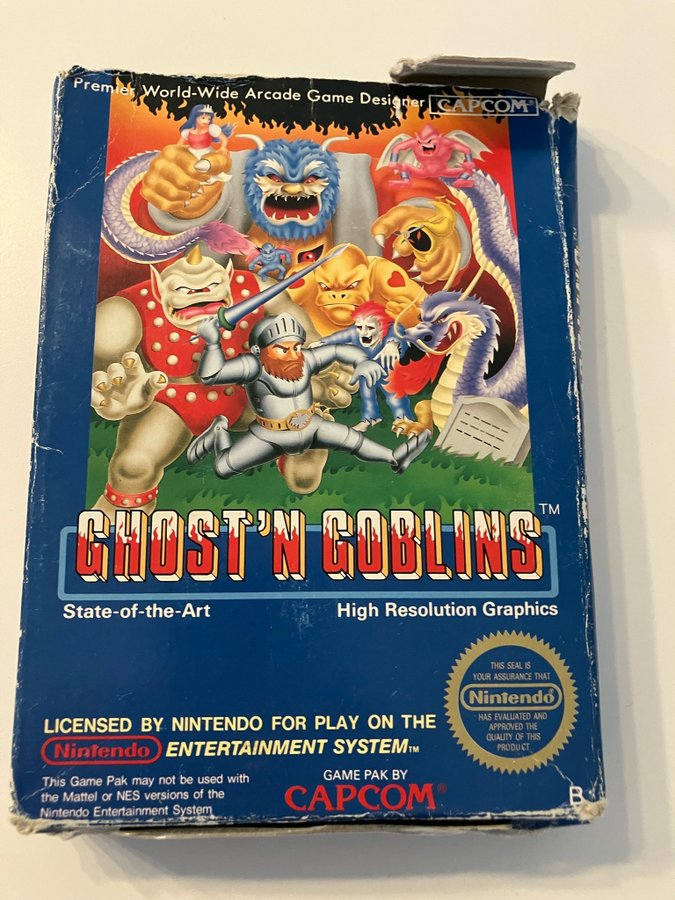 Premier World-Wide Arcade Game Designer CAPCOM®
GHOST'N GOBLINS™
State-of-the-Art
High Resolution Graphics
THIS SEAL IS
YOUR ASSURANCE THAT
Nintendo®
HAS EVALUATED AND
APPROVED THE
QUALITY OF THIS
PRODUCT.
LICENSED BY NINTENDO FOR PLAY ON THE
Nintendo ENTERTAINMENT SYSTEM™
This Game Pak may not be used with
the Mattel or NES versions of the
Nintendo Entertainment System
GAME PAK BY
CAPCOM®
B